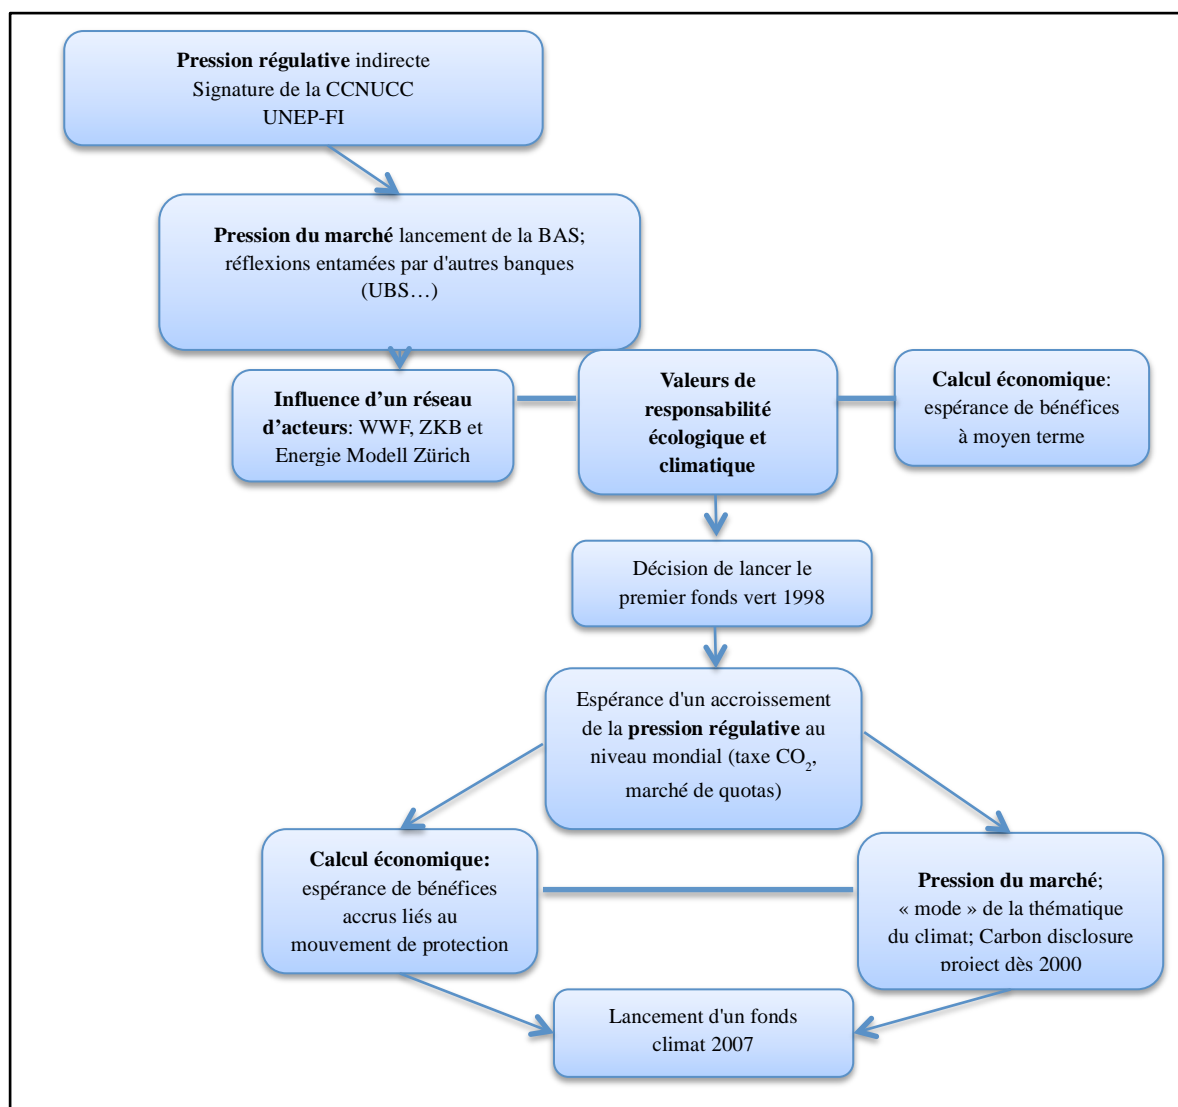 Pression régulative indirecte
Signature de la CCNUCC
UNEP-FI
Pression du marché lancement de la BAS;
réflexions entamées par d'autres banques
(UBS…)
Influence d’un réseau
d’acteurs: WWF, ZKB et
Energie Modell Zürich
Valeurs de
responsabilité
écologique et
climatique
Calcul économique:
espérance de bénéfices
à moyen terme
Décision de lancer le
premier fonds vert 1998
Espérance d'un accroissement
de la pression régulative au
niveau mondial (taxe CO₂,
marché de quotas)
Calcul économique:
espérance de bénéfices
accrus liés au
mouvement de protection
Pression du marché;
« mode » de la thématique
du climat; Carbon disclosure
project dès 2000
Lancement d'un fonds
climat 2007